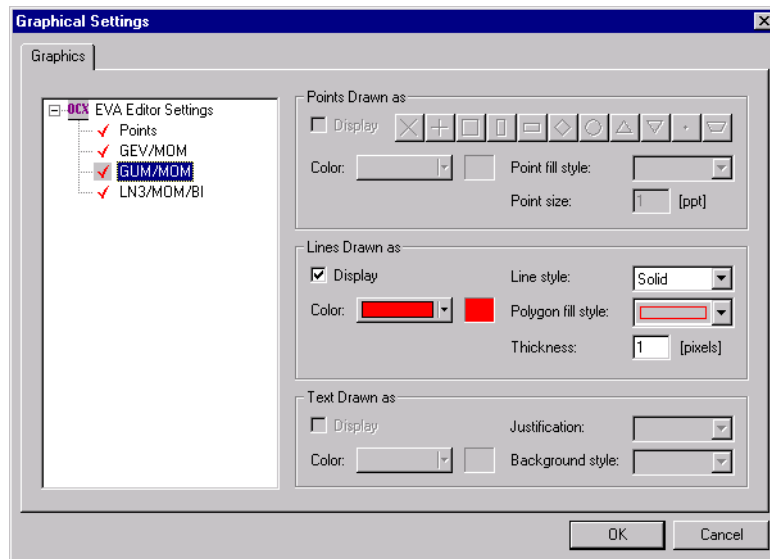 Graphical Settings
Graphics
OCX EVA Editor Settings
Points
GEV/MOM
GUM/MOM
LN3/MOM/BI
Points Drawn as
Display
Color:
Point fill style:
Point size: 1 [ppt]
Lines Drawn as
Display
Line style: Solid
Color:
Polygon fill style:
Thickness: 1 [pixels]
Text Drawn as
Display
Justification:
Color:
Background style:
OK
Cancel